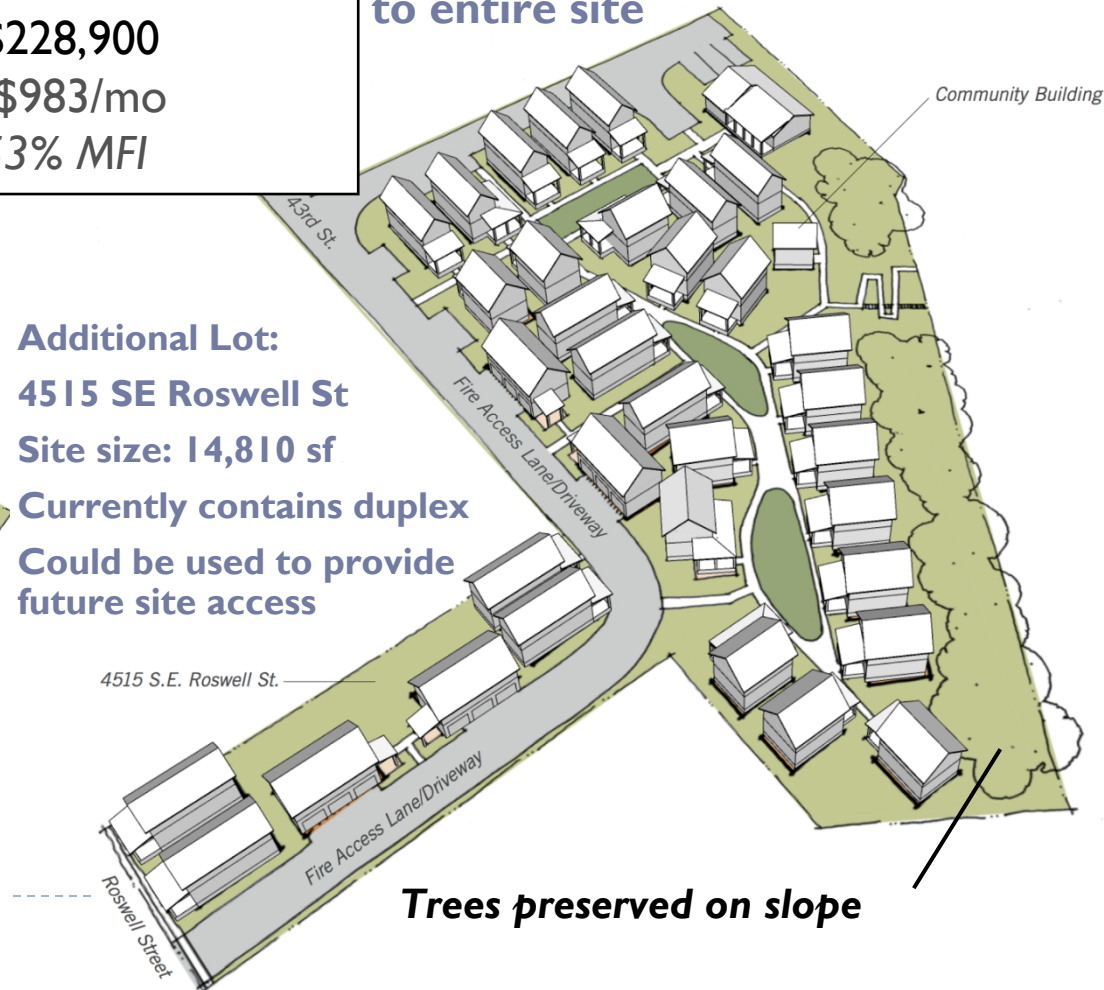 to entire site
$228,900
$983/mo
3% MFI
Community Building
43rd St.
Additional Lot:
4515 SE Roswell St
Site size: 14,810 sf
Currently contains duplex
Could be used to provide
future site access
Fire Access Lane/Driveway
4515 S.E. Roswell St.
Fire Access Lane/Driveway
Roswell Street
Trees preserved on slope